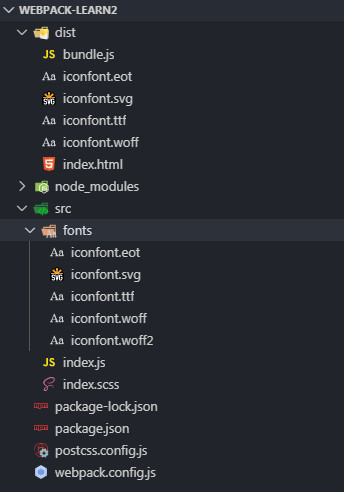 WEBPACK-LEARN2
dist
JS bundle.js
Aa iconfont.eot
SVG iconfont.svg
Aa iconfont.ttf
Aa iconfont.woff
5 index.html
node_modules
src
fonts
Aa iconfont.eot
SVG iconfont.svg
Aa iconfont.ttf
Aa iconfont.woff
Aa iconfont.woff2
JS index.js
index.scss
package-lock.json
package.json
postcss.config.js
webpack.config.js